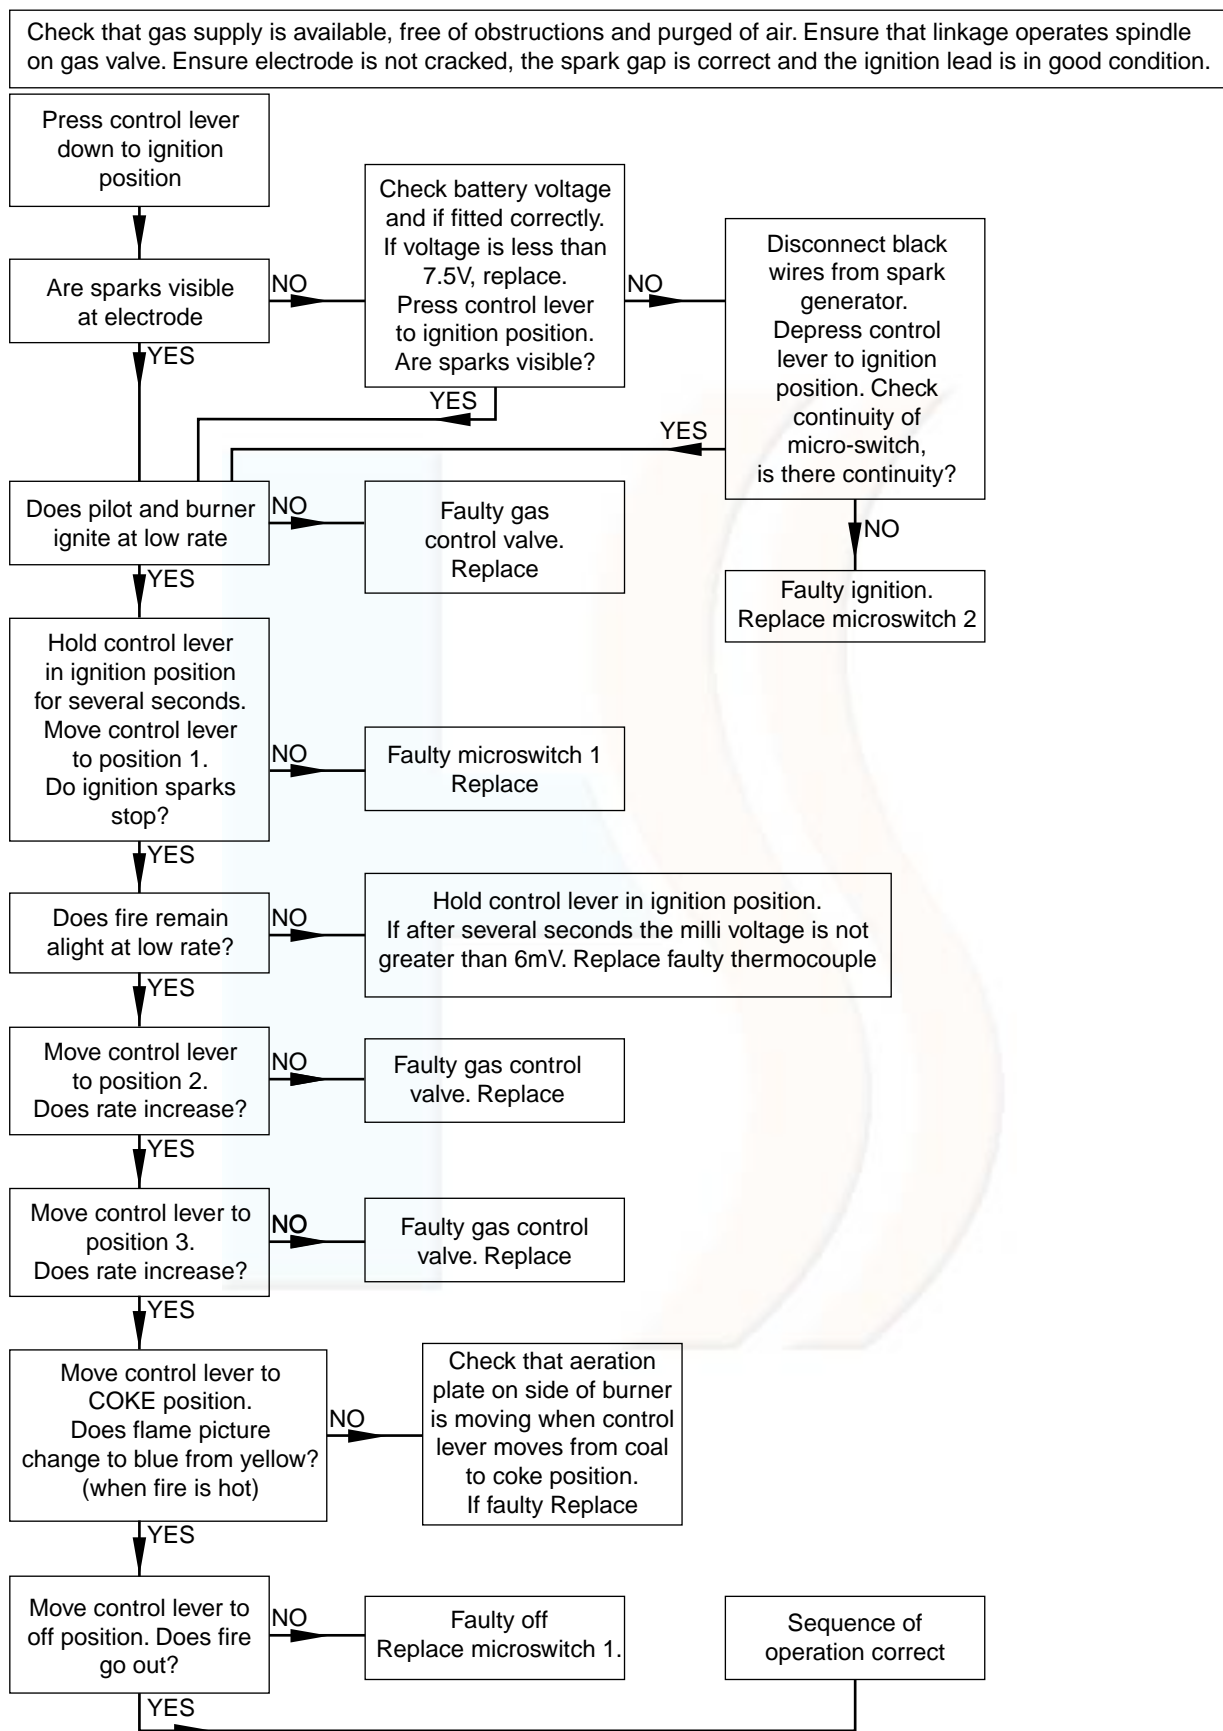 Check that gas supply is available, free of obstructions and purged of air. Ensure that linkage operates spindle
on gas valve. Ensure electrode is not cracked, the spark gap is correct and the ignition lead is in good condition.
Press control lever
down to ignition
position
Are sparks visible
at electrode
NO
YES
Check battery voltage
and if fitted correctly.
If voltage is less than
7.5V, replace.
Press control lever
to ignition position.
Are sparks visible?
NO
YES
Disconnect black
wires from spark
generator.
Depress control
lever to ignition
position. Check
continuity of
micro-switch,
is there continuity?
YES
NO
Faulty ignition.
Replace microswitch 2
Does pilot and burner
ignite at low rate
NO
Faulty gas
control valve.
Replace
YES
Hold control lever
in ignition position
for several seconds.
Move control lever
to position 1.
Do ignition sparks
stop?
NO
Faulty microswitch 1
Replace
YES
Does fire remain
alight at low rate?
NO
Hold control lever in ignition position.
If after several seconds the milli voltage is not
greater than 6mV. Replace faulty thermocouple
YES
Move control lever
to position 2.
Does rate increase?
NO
Faulty gas control
valve. Replace
YES
Move control lever to
position 3.
Does rate increase?
NO
Faulty gas control
valve. Replace
YES
Move control lever to
COKE position.
Does flame picture
change to blue from yellow?
(when fire is hot)
NO
Check that aeration
plate on side of burner
is moving when control
lever moves from coal
to coke position.
If faulty Replace
YES
Move control lever to
off position. Does fire
go out?
NO
Faulty off
Replace microswitch 1.
YES
Sequence of
operation correct